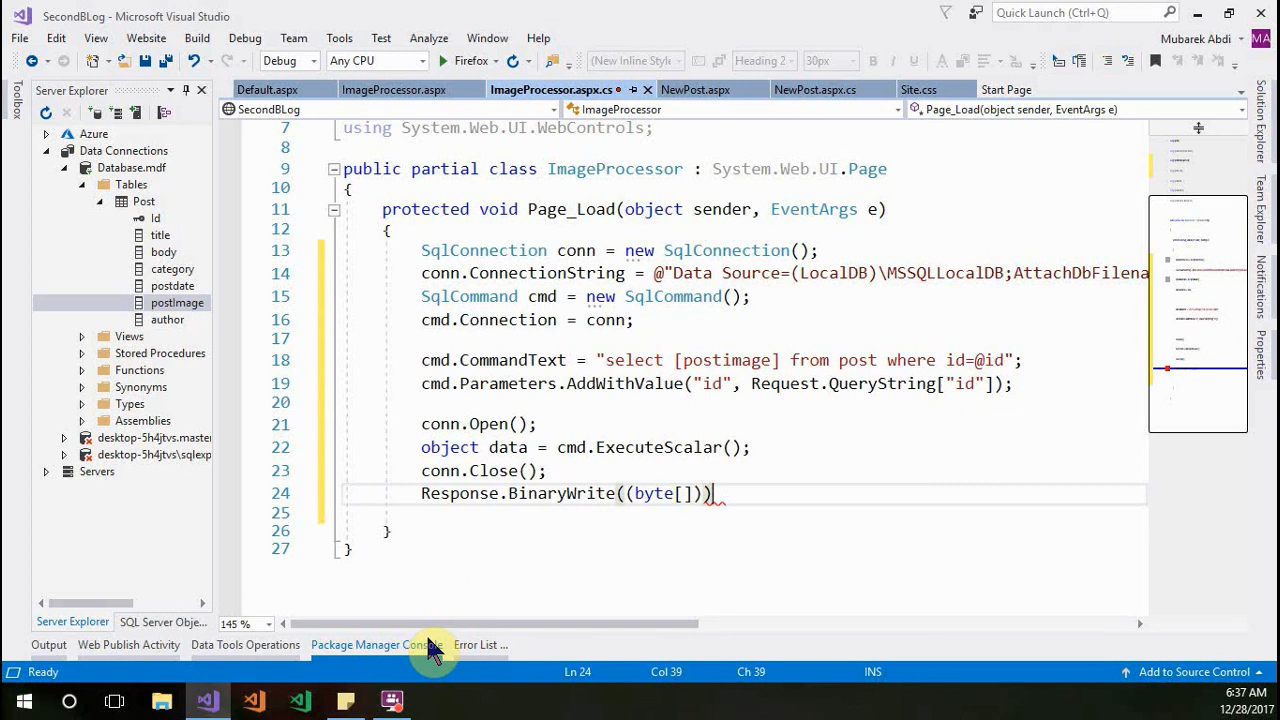 SecondBLog - Microsoft Visual Studio
Quick Launch (Ctrl+Q)
File Edit View Website Build Debug Team Tools Test Analyze Window Help
Mubarek Abdi MA
Debug Any CPU Firefox (New Inline Style Heading 2 30px B I U
Toolbox
Server Explorer
Default.aspx ImageProcessor.aspx ImageProcessor.aspx.cs NewPost.aspx NewPost.aspx.cs Site.css Start Page
SecondBLog ImageProcessor Page_Load(object sender, EventArgs e)
Azure
Data Connections
Database.mdf
Tables
Post
Id
title
body
category
postdate
postImage
author
Views
Stored Procedures
Functions
Synonyms
Types
Assemblies
desktop-5h4jtvs.master
desktop-5h4jtvs\sqlexp
Servers
Server Explorer SQL Server Obje...
7 using System.Web.UI.WebControls;
8
9 public partial class ImageProcessor : System.Web.UI.Page
10 {
11 protected void Page_Load(object sender, EventArgs e)
12 {
13 SqlConnection conn = new SqlConnection();
14 conn.ConnectionString = @"Data Source=(LocalDB)\MSSQLLocalDB;AttachDbFilena
15 SqlCommand cmd = new SqlCommand();
16 cmd.Connection = conn;
17
18 cmd.CommandText = "select [postimage] from post where id=@id";
19 cmd.Parameters.AddWithValue("id", Request.QueryString["id"]);
20
21 conn.Open();
22 object data = cmd.ExecuteScalar();
23 conn.Close();
24 Response.BinaryWrite((byte[]))
25
26 }
27 }
Solution Explorer
Team Explorer
Notifications
Properties
145 %
Output Web Publish Activity Data Tools Operations Package Manager Console Error List ...
Ready Ln 24 Col 39 Ch 39 INS Add to Source Control
6:37 AM
12/28/2017